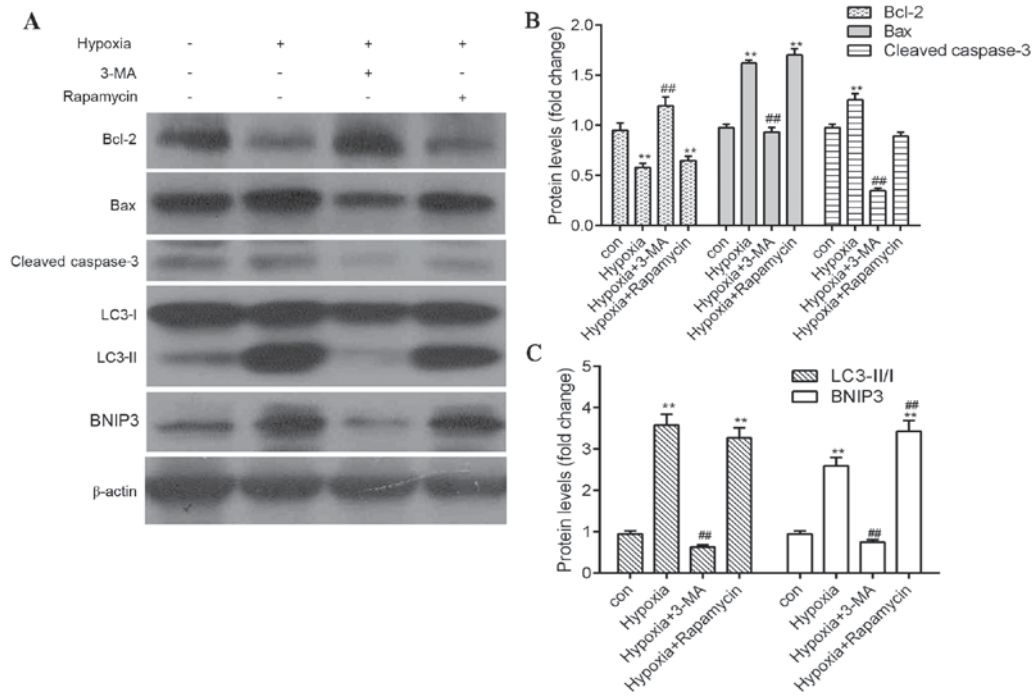 A
Hypoxia - + + +
3-MA - - + -
Rapamycin - - - +
Bcl-2
Bax
Cleaved caspase-3
LC3-I
LC3-II
BNIP3
β-actin
B
Bcl-2
Bax
Cleaved caspase-3
Protein levels (fold change)
2.0
1.5
1.0
0.5
0.0
** ## ** ** ## ** ** ##
con Hypoxia Hypoxia+3-MA Hypoxia+Rapamycin con Hypoxia Hypoxia+3-MA Hypoxia+Rapamycin con Hypoxia Hypoxia+3-MA Hypoxia+Rapamycin
C
LC3-II/I
BNIP3
Protein levels (fold change)
5
4
3
2
1
0
** ## ** ** ## ## **
con Hypoxia Hypoxia+3-MA Hypoxia+Rapamycin con Hypoxia Hypoxia+3-MA Hypoxia+Rapamycin